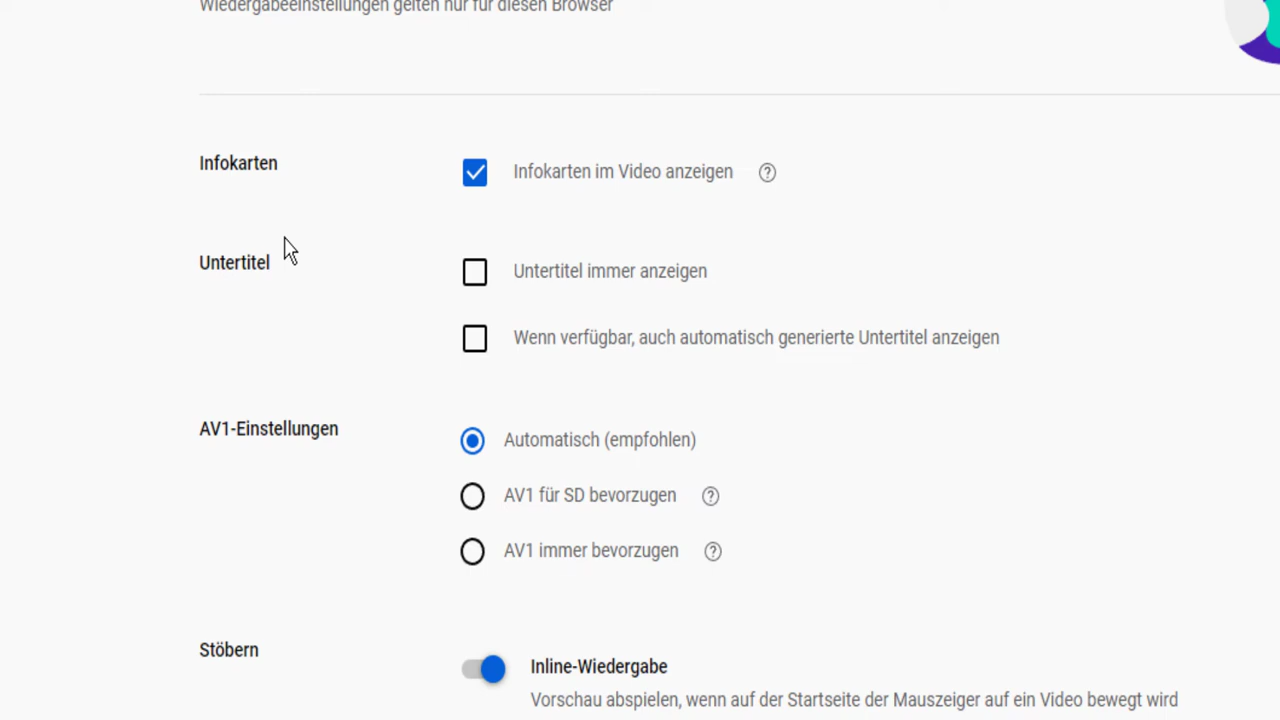 Wiedergabeeinstellungen gelten nur für diesen Browser
Infokarten
Infokarten im Video anzeigen
Untertitel
Untertitel immer anzeigen
Wenn verfügbar, auch automatisch generierte Untertitel anzeigen
AV1-Einstellungen
Automatisch (empfohlen)
AV1 für SD bevorzugen
AV1 immer bevorzugen
Stöbern
Inline-Wiedergabe
Vorschau abspielen, wenn auf der Startseite der Mauszeiger auf ein Video bewegt wird